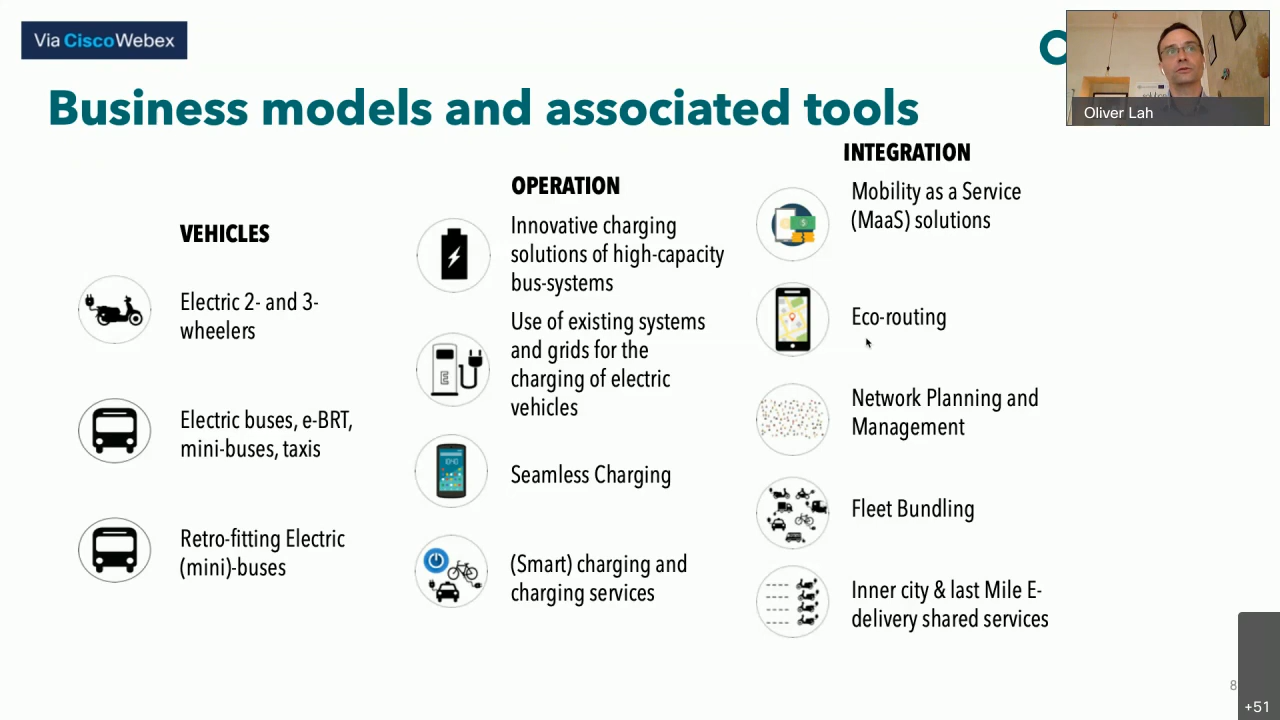 Via Cisco Webex
Oliver Lah
Business models and associated tools
VEHICLES
Electric 2- and 3-
wheelers
Electric buses, e-BRT,
mini-buses, taxis
Retro-fitting Electric
(mini)-buses
OPERATION
Innovative charging
solutions of high-capacity
bus-systems
Use of existing systems
and grids for the
charging of electric
vehicles
Seamless Charging
(Smart) charging and
charging services
INTEGRATION
Mobility as a Service
(MaaS) solutions
Eco-routing
Network Planning and
Management
Fleet Bundling
Inner city & last Mile E-
delivery shared services
8
+51